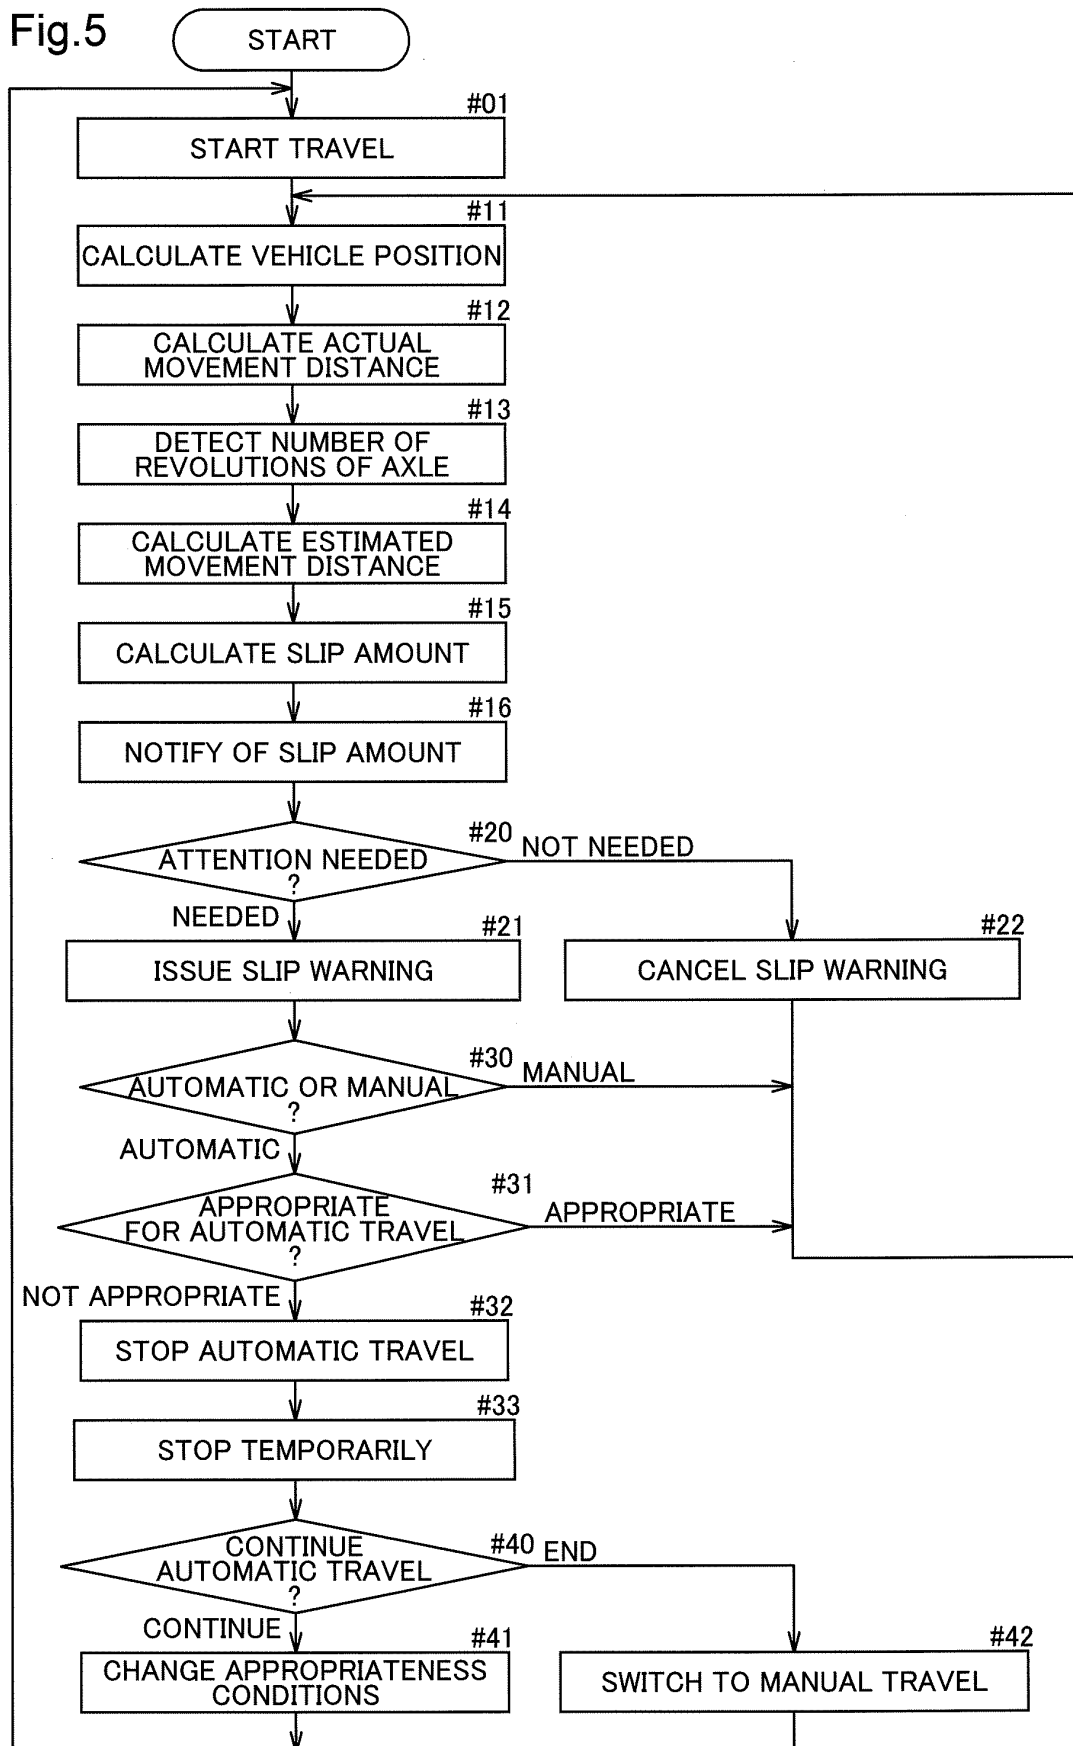 Fig.5
START
#01
START TRAVEL
#11
CALCULATE VEHICLE POSITION
#12
CALCULATE ACTUAL
MOVEMENT DISTANCE
#13
DETECT NUMBER OF
REVOLUTIONS OF AXLE
#14
CALCULATE ESTIMATED
MOVEMENT DISTANCE
#15
CALCULATE SLIP AMOUNT
#16
NOTIFY OF SLIP AMOUNT
#20
NOT NEEDED
ATTENTION NEEDED
?
NEEDED
#21
ISSUE SLIP WARNING
#22
CANCEL SLIP WARNING
#30
MANUAL
AUTOMATIC OR MANUAL
?
AUTOMATIC
#31
APPROPRIATE
APPROPRIATE
FOR AUTOMATIC TRAVEL
?
NOT APPROPRIATE
#32
STOP AUTOMATIC TRAVEL
#33
STOP TEMPORARILY
#40
END
CONTINUE
AUTOMATIC TRAVEL
?
CONTINUE
#41
CHANGE APPROPRIATENESS
CONDITIONS
#42
SWITCH TO MANUAL TRAVEL